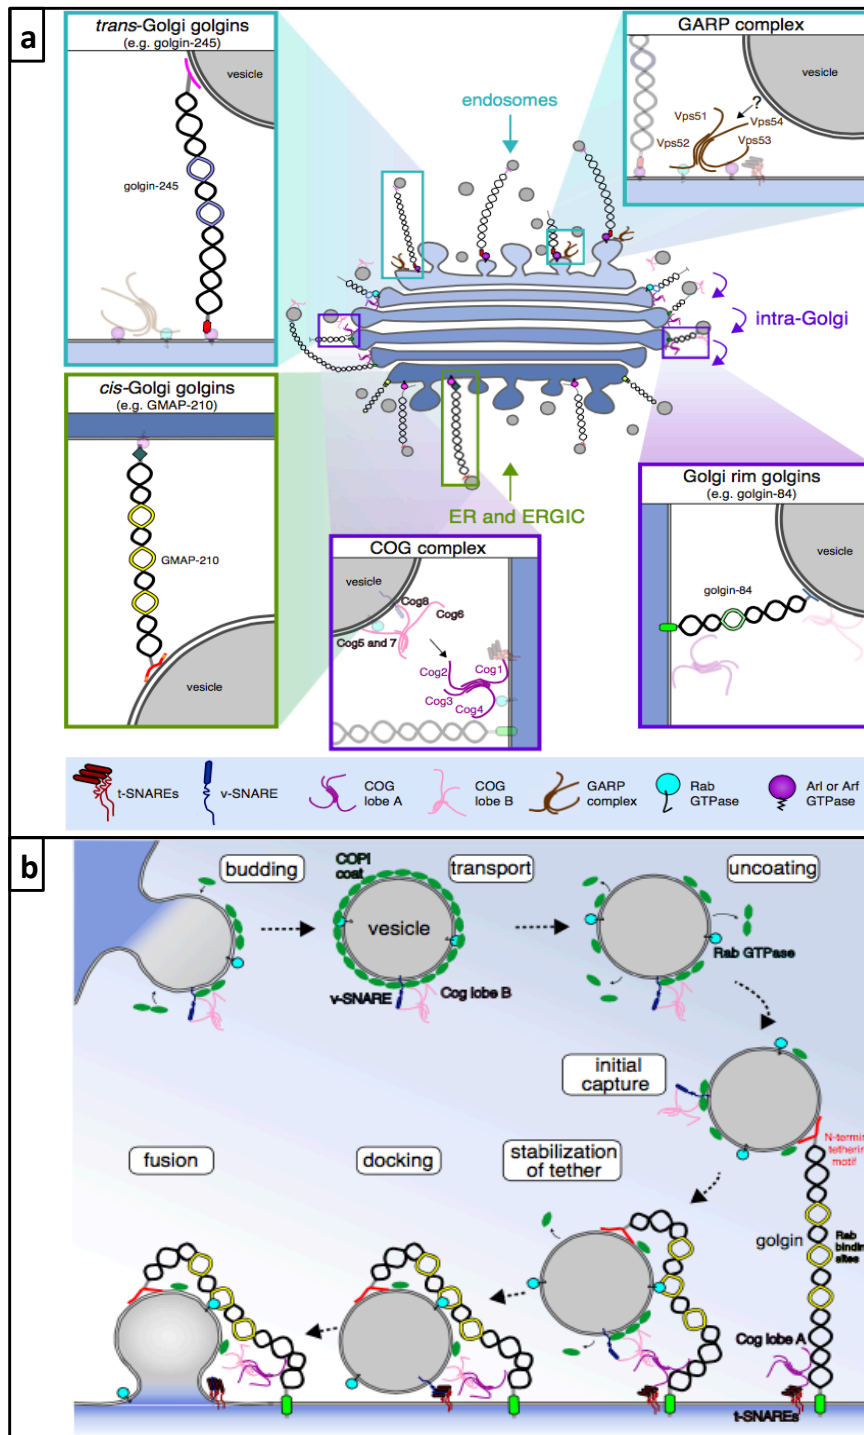 a
trans-Golgi golgins
(e.g. golgin-245)
vesicle
golgin-245
endosomes
GARP complex
vesicle
?
Vps51
Vps54
Vps52
Vps53
intra-Golgi
cis-Golgi golgins
(e.g. GMAP-210)
GMAP-210
vesicle
ER and ERGIC
COG complex
vesicle
Cog8
Cog6
Cog5 and 7
Cog2
Cog1
Cog3
Cog4
Golgi rim golgins
(e.g. golgin-84)
vesicle
golgin-84
t-SNAREs
v-SNARE
COG
lobe A
COG
lobe B
GARP
complex
Rab
GTPase
Arl or Arf
GTPase
b
budding
COPI
coat
transport
uncoating
vesicle
Rab GTPase
v-SNARE
Cog lobe B
initial
capture
N-termin
tetherin
motif
fusion
docking
stabilization
of tether
golgin
Rab
bindin
sites
Cog lobe A
t-SNAREs